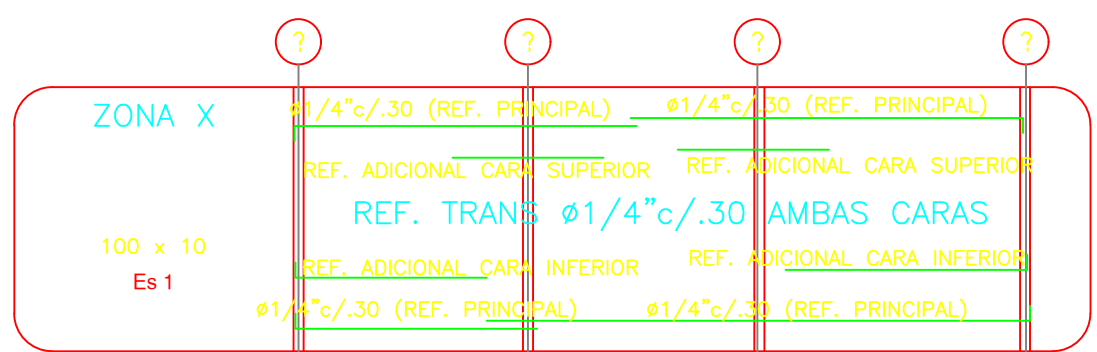 ? ? ? ?
ZONA X
ø1/4"c/.30 (REF. PRINCIPAL) ø1/4"c/.30 (REF. PRINCIPAL)
REF. ADICIONAL CARA SUPERIOR REF. ADICIONAL CARA SUPERIOR
REF. TRANS ø1/4"c/.30 AMBAS CARAS
100 x 10
REF. ADICIONAL CARA INFERIOR REF. ADICIONAL CARA INFERIOR
Es 1
ø1/4"c/.30 (REF. PRINCIPAL) ø1/4"c/.30 (REF. PRINCIPAL)